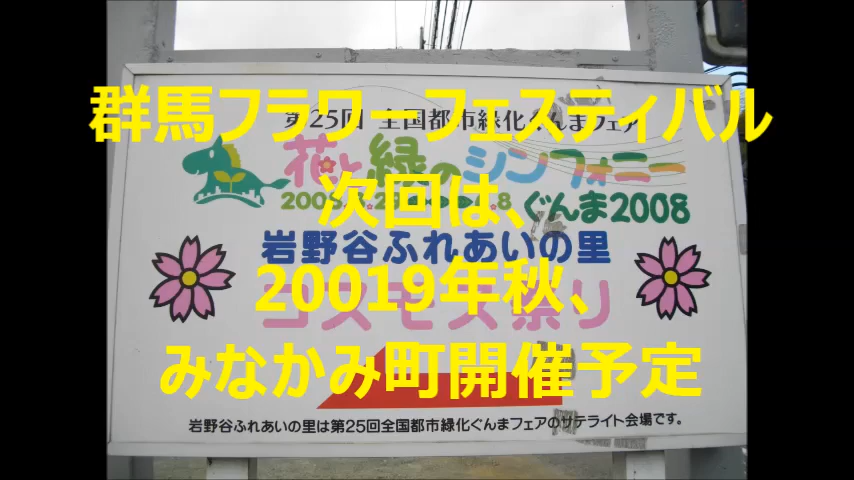 群馬フラワーフェスティバル
第25回 全国都市緑化ぐんまフェア
花と緑のシンフォニー
次回は、
ぐんま2008
岩野谷ふれあいの里
20019年秋、
コスモス祭り
みなかみ町開催予定
岩野谷ふれあいの里は第25回全国都市緑化ぐんまフェアのサテライト会場です。